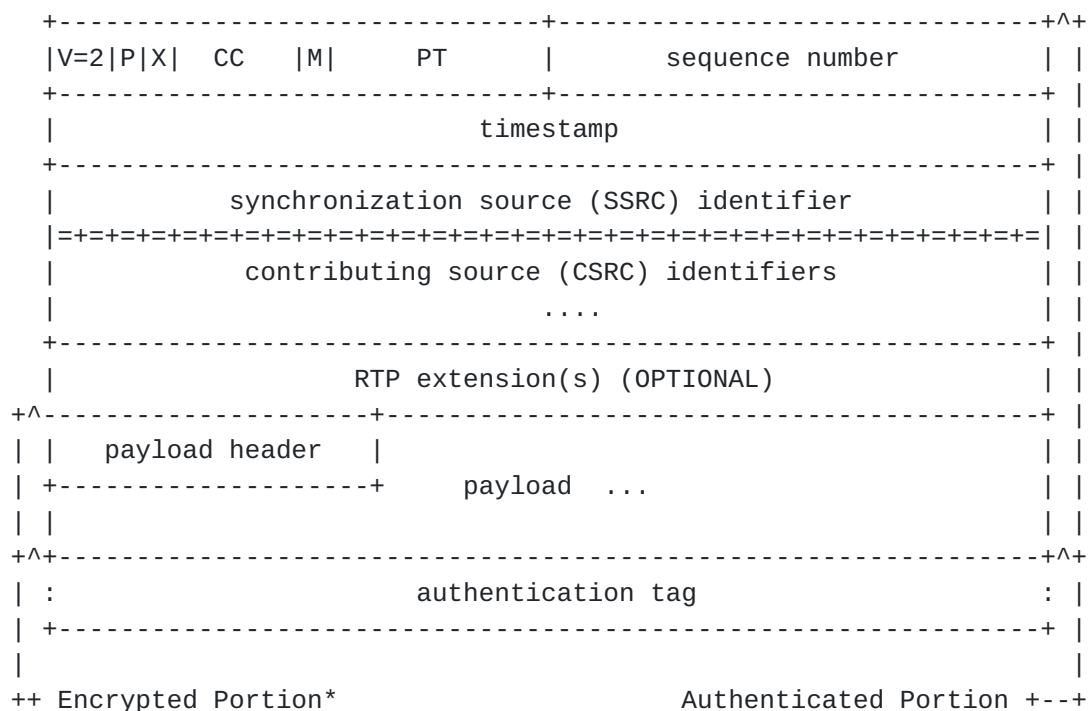 +-------------------------------+-------------------------------+^+
  |V=2|P|X|  CC   |M|     PT      |       sequence number         | |
  +-------------------------------+-------------------------------+ |
  |                           timestamp                           | |
  +---------------------------------------------------------------+ |
  |           synchronization source (SSRC) identifier            | |
  |=+=+=+=+=+=+=+=+=+=+=+=+=+=+=+=+=+=+=+=+=+=+=+=+=+=+=+=+=+=+=+=| |
  |            contributing source (CSRC) identifiers             | |
  |                               ....                            | |
  +---------------------------------------------------------------+ |
  |                   RTP extension(s) (OPTIONAL)                 | |
+^---------------------+------------------------------------------+ |
| |   payload header   |                                          | |
| +--------------------+     payload  ...                         | |
| |                                                               | |
+^+---------------------------------------------------------------+^+
| :                       authentication tag                      : |
| +---------------------------------------------------------------+ |
|                                                                   |
++ Encrypted Portion*                      Authenticated Portion +--+